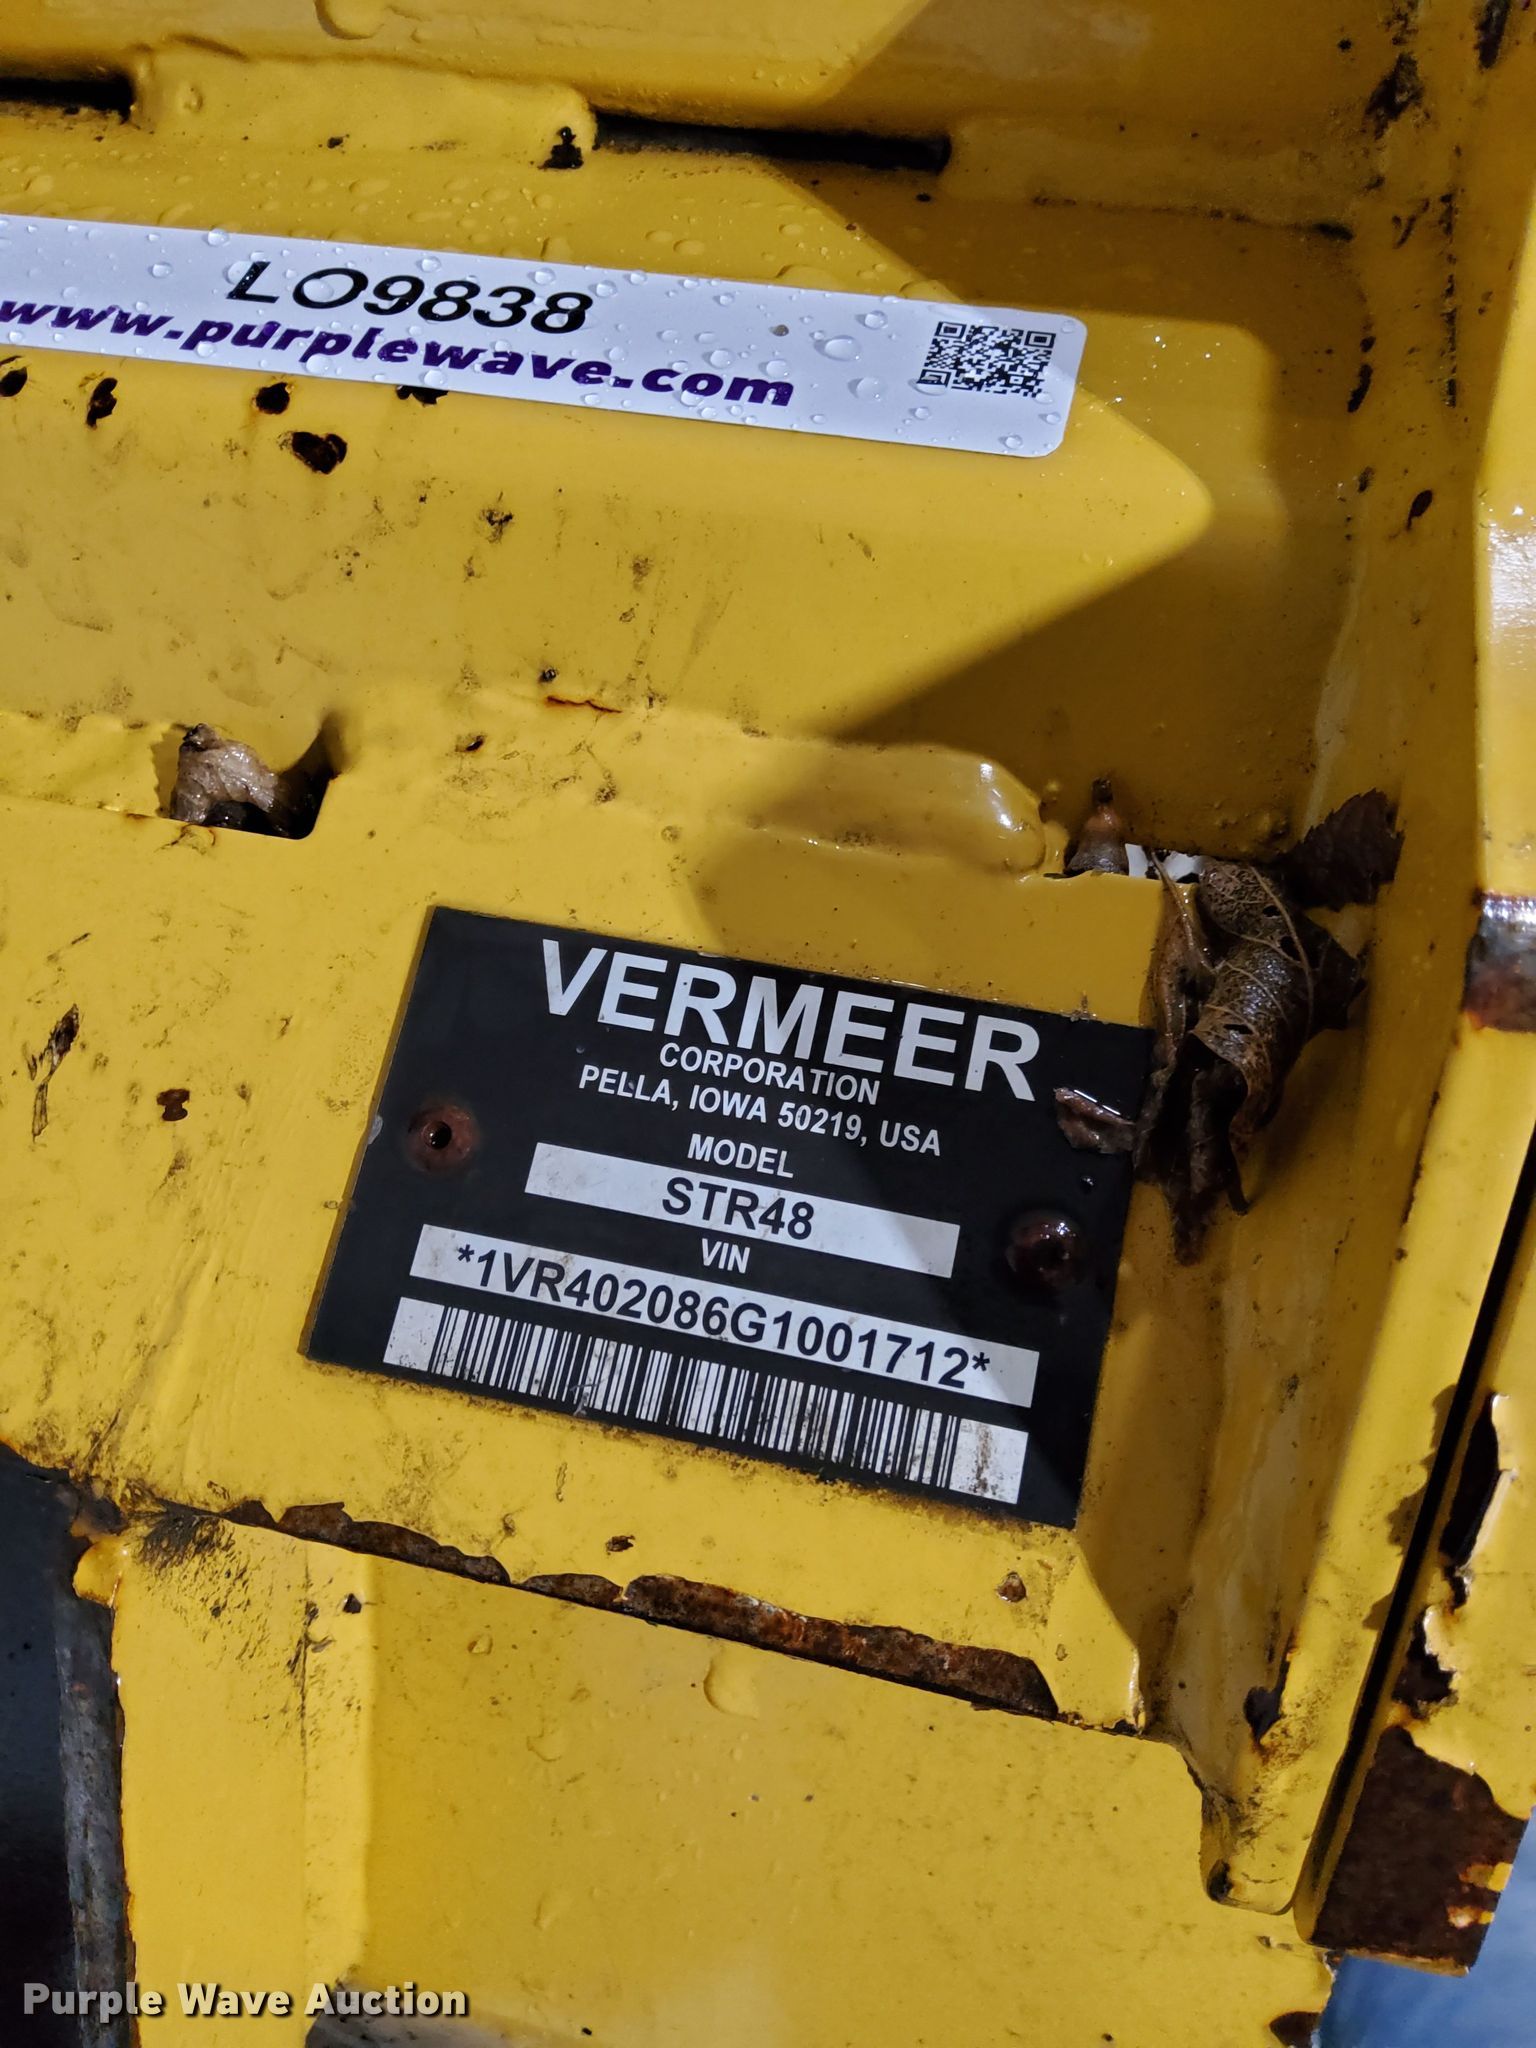 LO9838
www.purplewave.com
VERMEER
CORPORATION
PELLA, IOWA 50219, USA
MODEL
STR48
VIN
*1VR402086G1001712*
Purple Wave Auction